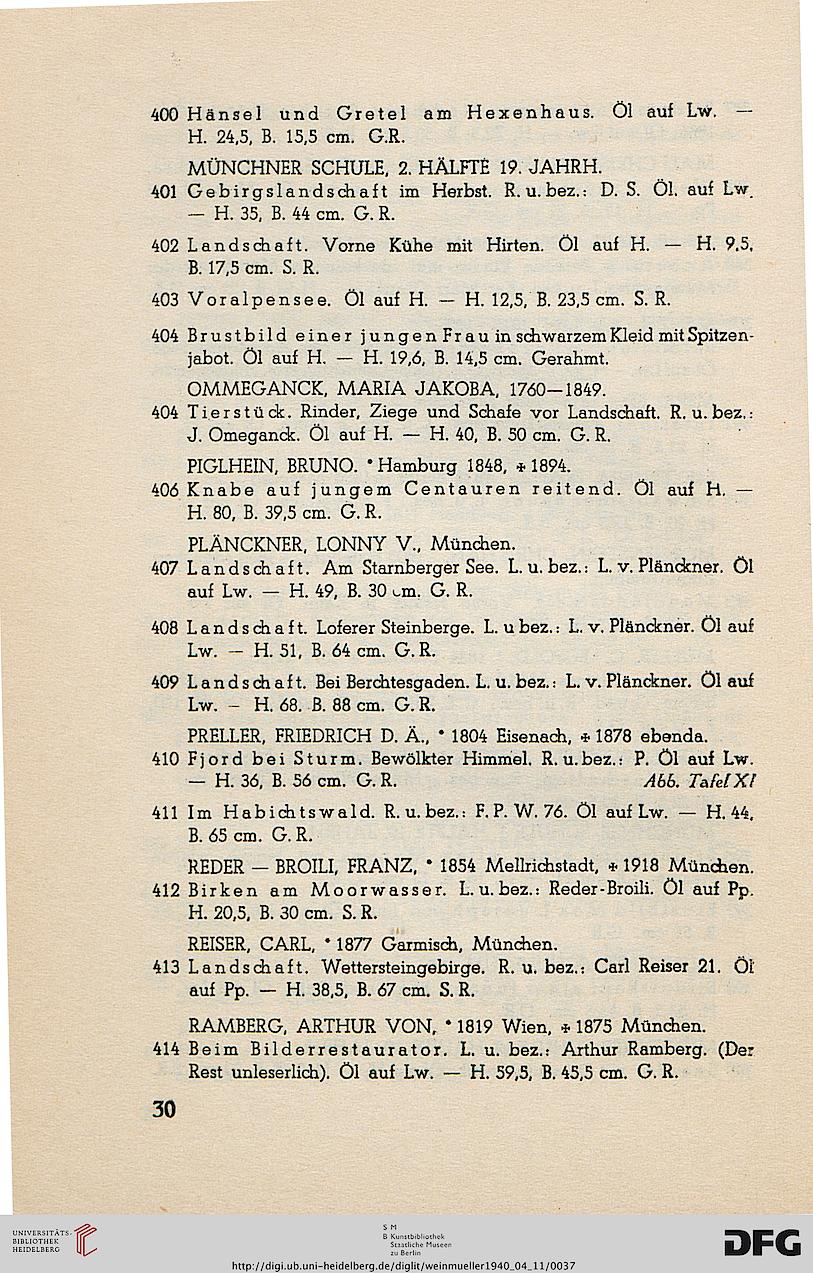 400 Hänsel und Gretel am Hexenhaus. Öl auf Lw. —
H. 24,5, B. 15,5 cm. G.R.
MÜNCHNER SCHULE, 2. HÄLFTE 19. JAHRH.
401 Gebirgslandschaft im Herbst. R. u. bez.: D. S. Öl. auf Lw.
— H. 35, B. 44 cm. G. R.
402 Landschaft. Vorne Kühe mit Hirten. Öl auf H. — H. 9,5,
B. 17,5 cm. S. R.
403 Voralpensee. Öl auf H. — H. 12,5, B. 23,5 cm. S. R.
404 Brustbild einer jungen Frau in schwarzem Kleid mit Spitzen-
jabot. Öl auf H. — H. 19,6, B. 14,5 cm. Gerahmt.
OMMEGANCK, MARIA JAKOBA, 1760—1849.
404 Tierstück. Rinder, Ziege und Schafe vor Landschaft. R. u. bez.:
J. Omeganck. Öl auf H. — H. 40, B. 50 cm. G. R.
PIGLHEIN, BRUNO. * Hamburg 1848, + 1894.
406 Knabe auf jungem Centauren reitend. Öl auf H. —
H. 80, B. 39,5 cm. G. R.
PLÄNCKNER, LONNY V., München.
407 Landschaft. Am Starnberger See. L. u. bez.: L. v. Plänckner. Öl
auf Lw. — H. 49, B. 30 cm. G. R.
408 Landschaft. Loferer Steinberge. L. u bez.: L. v. Plänckner. Öl auf
Lw. — H. 51, B. 64 cm. G. R.
409 Landschaft. Bei Berchtesgaden. L. u. bez.: L. v. Plänckner. Öl auf
Lw. — H. 68. B. 88 cm. G. R.
PRELLER, FRIEDRICH D. Ä., * 1804 Eisenach, + 1878 ebenda.
410 Fjord bei Sturm. Bewölkter Himmel. R. u. bez.: P. Öl auf Lw.
— H. 36, B. 56 cm. G. R. Abb. Tafel XI
411 Im Habichtswald. R. u. bez.: F. P. W. 76. Öl auf Lw. — H. 44,
B. 65 cm. G. R.
REDER — BROILI, FRANZ, * 1854 Mellrichstadt, + 1918 München.
412 Birken am Moorwasser. L. u. bez.: Reder-Broili. Öl auf Pp.
H. 20,5, B. 30 cm. S. R.
REISER, CARL, * 1877 Garmisch, München.
413 Landschaft. Wettersteingebirge. R. u. bez.: Carl Reiser 21. Öl
auf Pp. — H. 38,5, B. 67 cm. S. R.
RAMBERG, ARTHUR VON, * 1819 Wien, + 1875 München.
414 Beim Bilderrestaurator. L. u. bez.: Arthur Ramberg. (Der
Rest unleserlich). Öl auf Lw. — H. 59,5, B. 45,5 cm. G. R.
30
UNIVERSITÄTS-
BIBLIOTHEK
HEIDELBERG
S M
B Kunstbibliothek
Staatliche Museen
zu Berlin
DFG
http://digi.ub.uni-heidelberg.de/diglit/weinmueller1940_04_11/0037